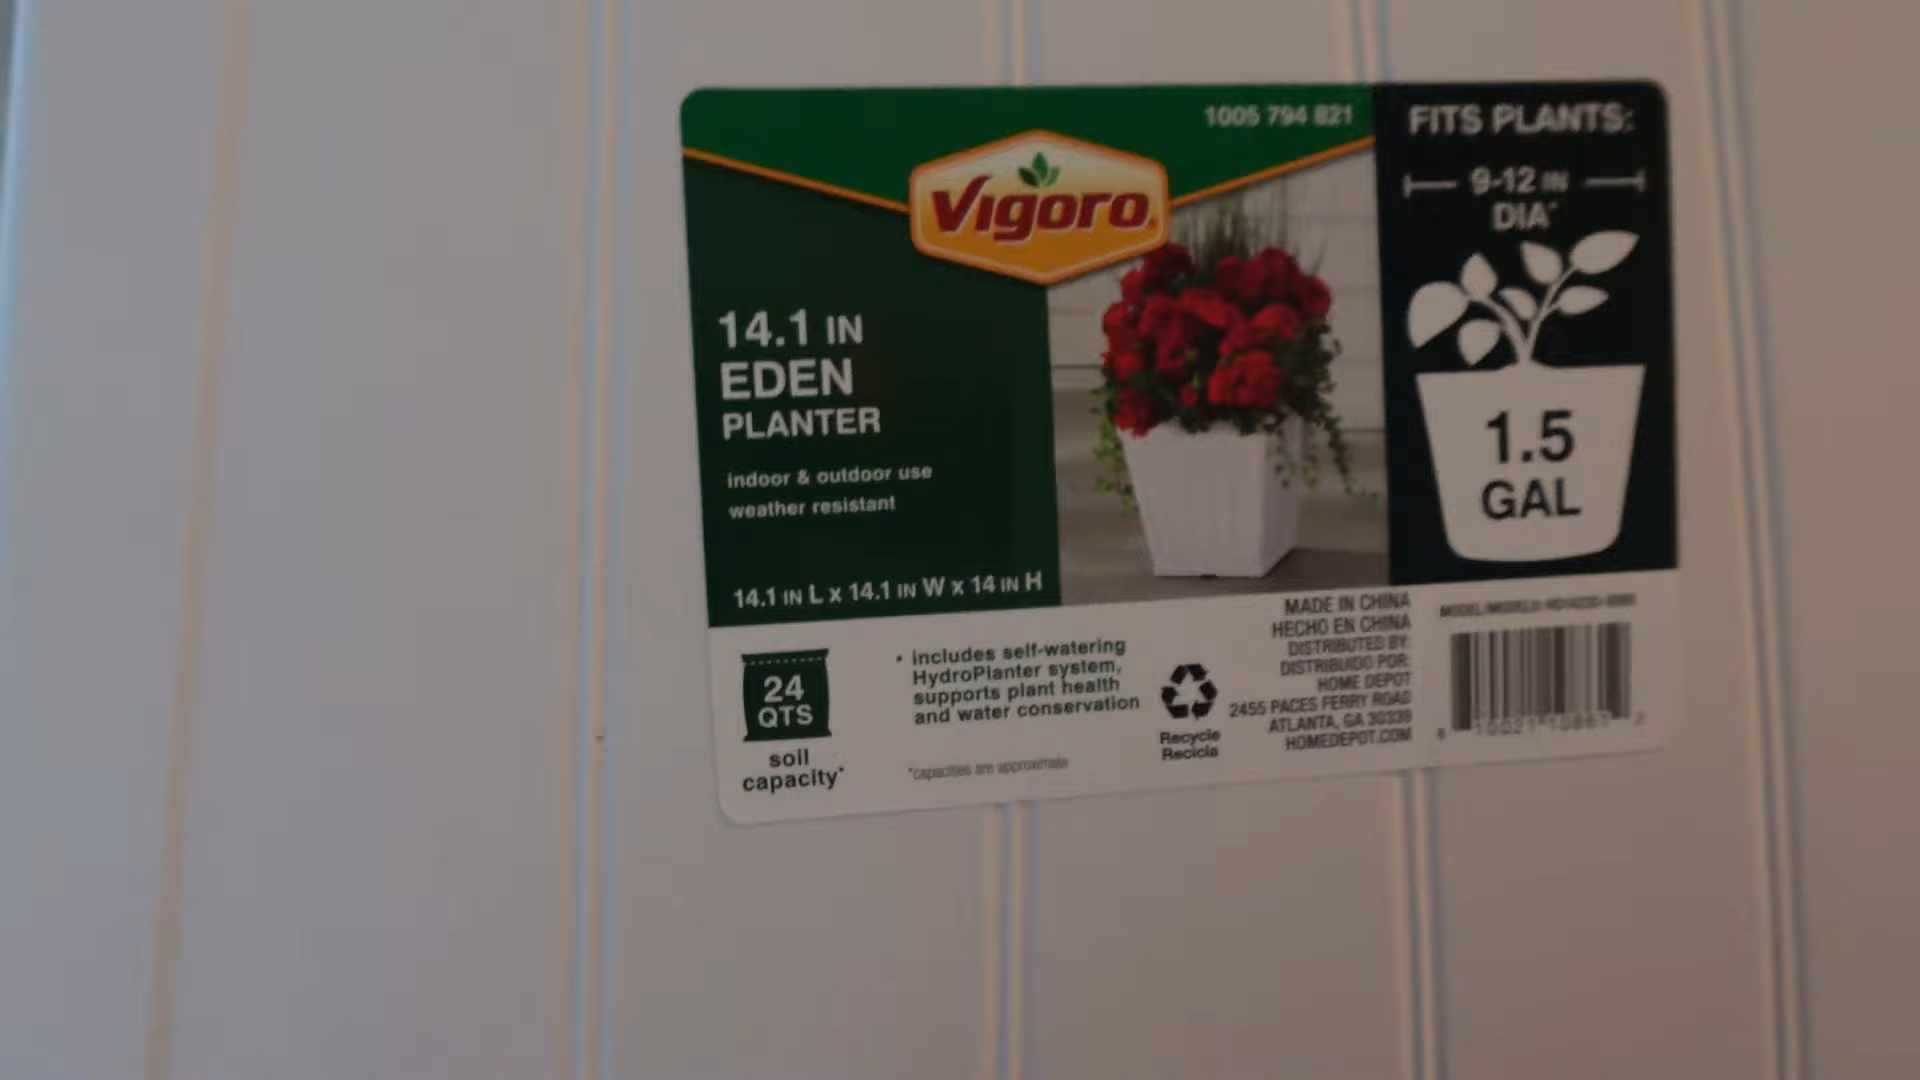 1005 794 821
Vigoro
14.1 IN
EDEN
PLANTER
indoor & outdoor use
weather resistant
14.1 IN L x 14.1 IN W x 14 IN H
FITS PLANTS:
9-12 IN
DIA*
1.5
GAL
24
QTS
soil
capacity*
• includes self-watering
HydroPlanter system,
supports plant health
and water conservation
*capacities are approximate
Recycle
Recicla
MADE IN CHINA
HECHO EN CHINA
DISTRIBUTED BY:
DISTRIBUIDO POR:
HOME DEPOT
2455 PACES FERRY ROAD
ATLANTA, GA 30339
HOMEDEPOT.COM